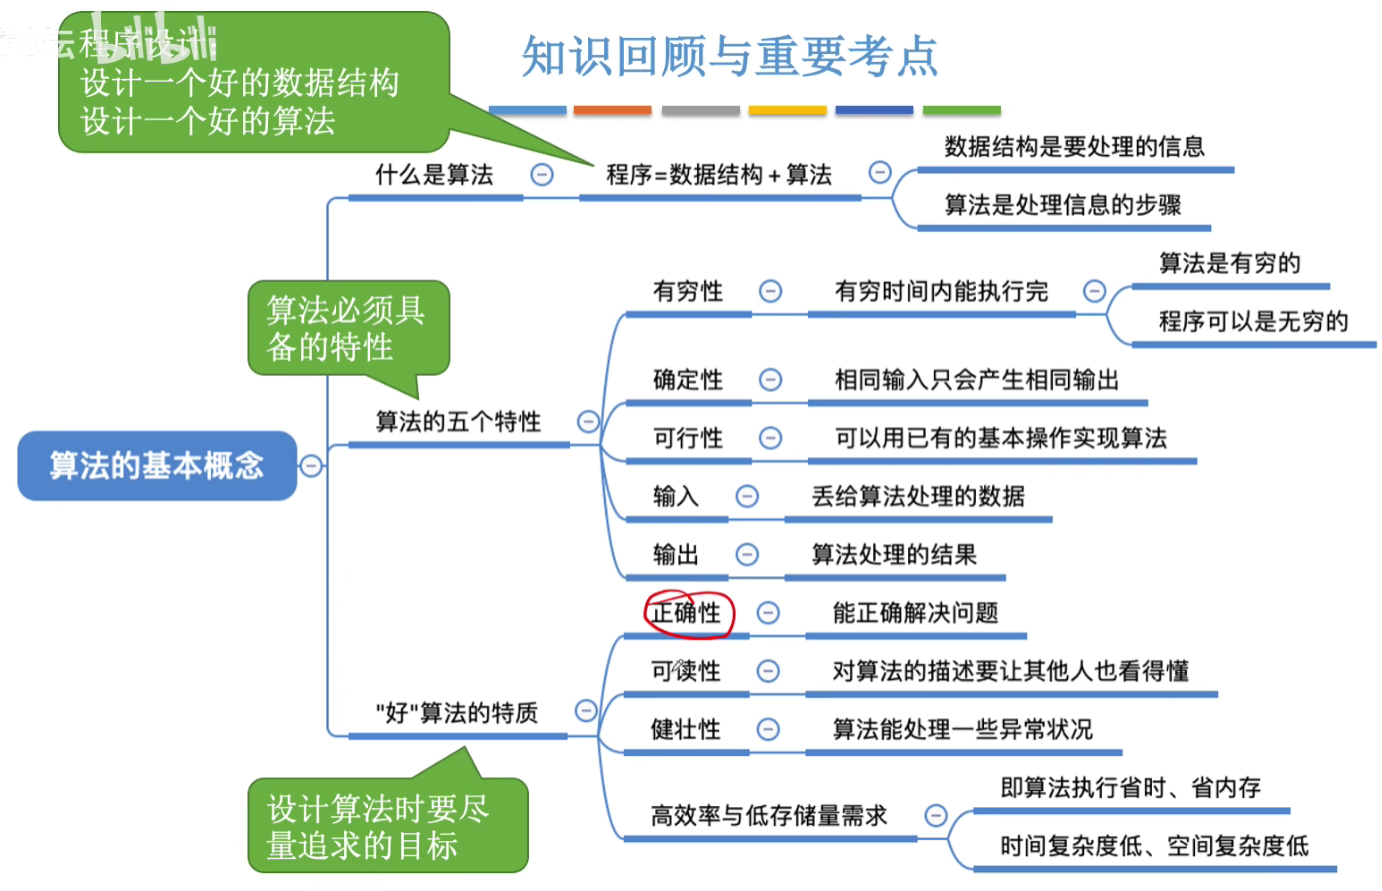 bilibili
程序设计：
设计一个好的数据结构
设计一个好的算法
知识回顾与重要考点
什么是算法
程序=数据结构+算法
数据结构是要处理的信息
算法是处理信息的步骤
算法必须具
备的特性
算法的五个特性
有穷性
有穷时间内能执行完
算法是有穷的
程序可以是无穷的
确定性
相同输入只会产生相同输出
可行性
可以用已有的基本操作实现算法
输入
丢给算法处理的数据
输出
算法处理的结果
算法的基本概念
"好"算法的特质
正确性
能正确解决问题
可读性
对算法的描述要让其他人也看得懂
健壮性
算法能处理一些异常状况
高效率与低存储量需求
即算法执行省时、省内存
时间复杂度低、空间复杂度低
设计算法时要尽
量追求的目标